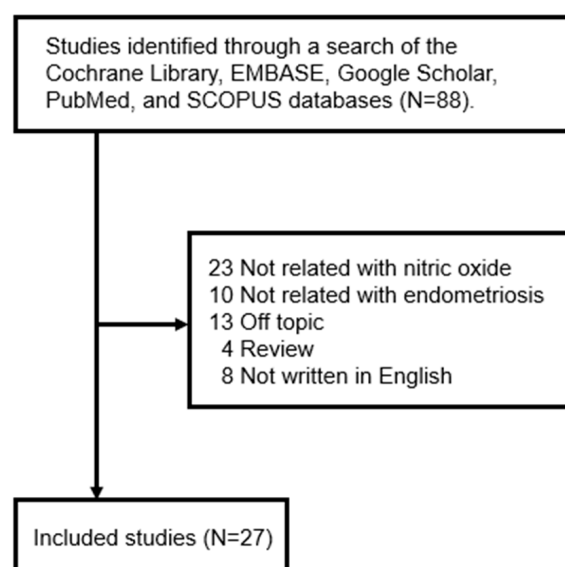 Studies identified through a search of the
Cochrane Library, EMBASE, Google Scholar,
PubMed, and SCOPUS databases (N=88).
23 Not related with nitric oxide
10 Not related with endometriosis
13 Off topic
4 Review
8 Not written in English
Included studies (N=27)